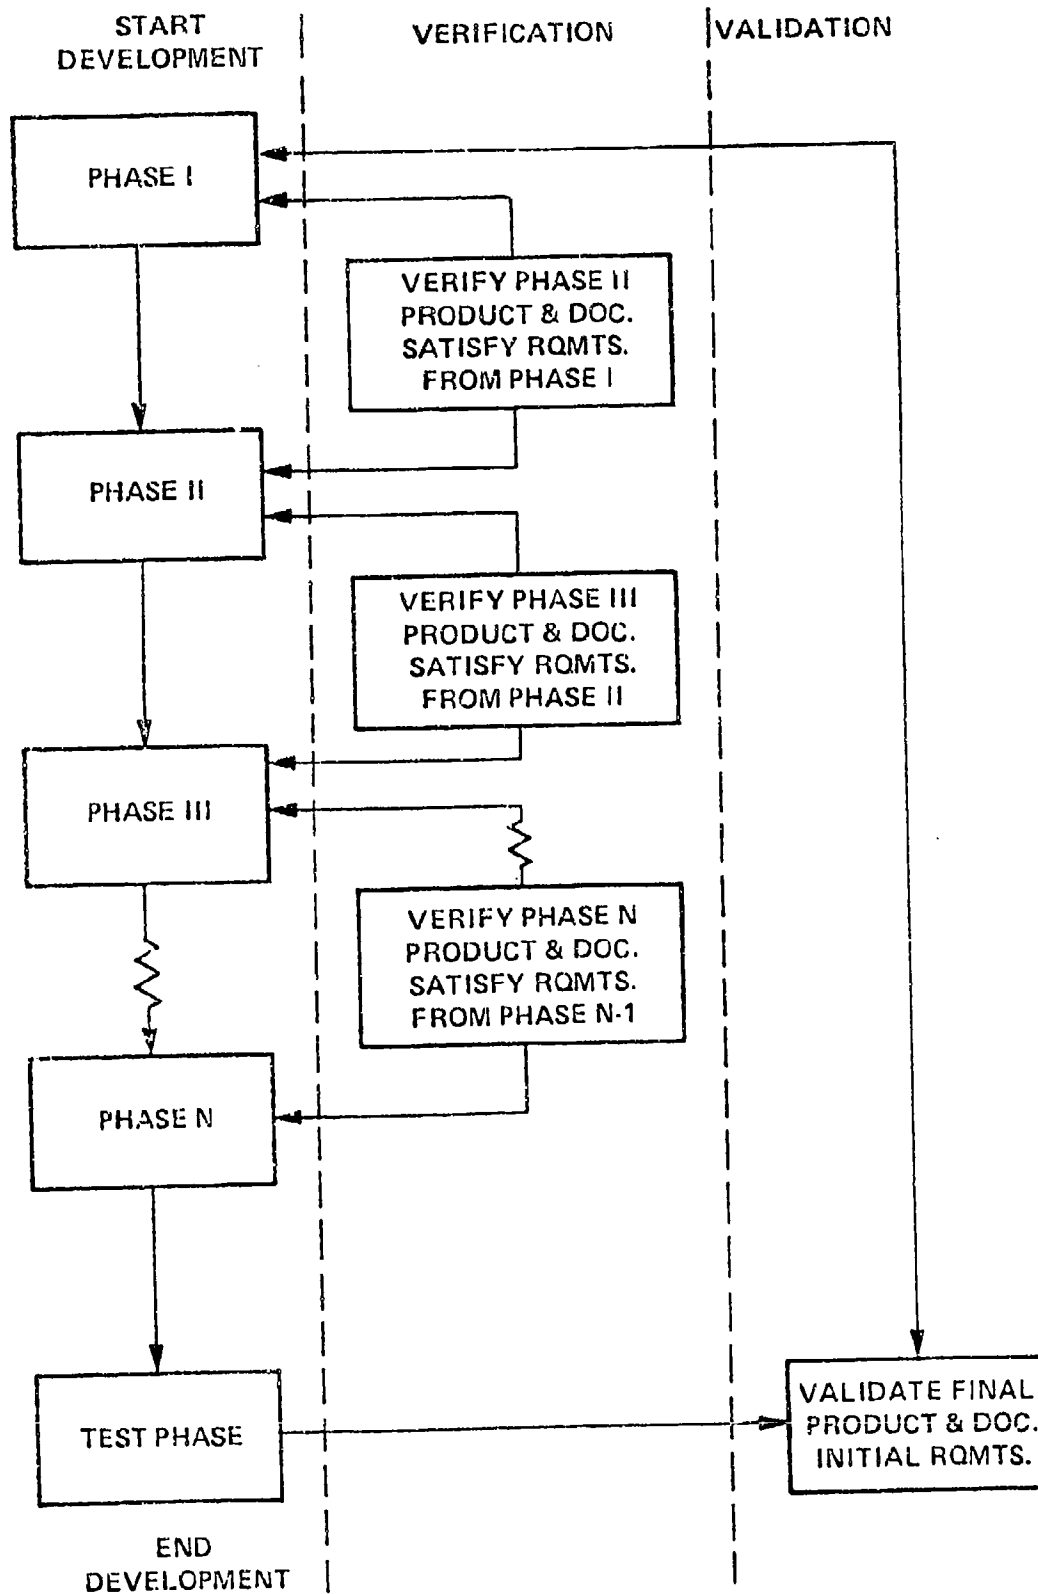 START
DEVELOPMENT
VERIFICATION
VALIDATION
PHASE I
VERIFY PHASE II
PRODUCT & DOC.
SATISFY RQMTS.
FROM PHASE I
PHASE II
VERIFY PHASE III
PRODUCT & DOC.
SATISFY RQMTS.
FROM PHASE II
PHASE III
VERIFY PHASE N
PRODUCT & DOC.
SATISFY RQMTS.
FROM PHASE N-1
PHASE N
TEST PHASE
VALIDATE FINAL
PRODUCT & DOC.
INITIAL RQMTS.
END
DEVELOPMENT